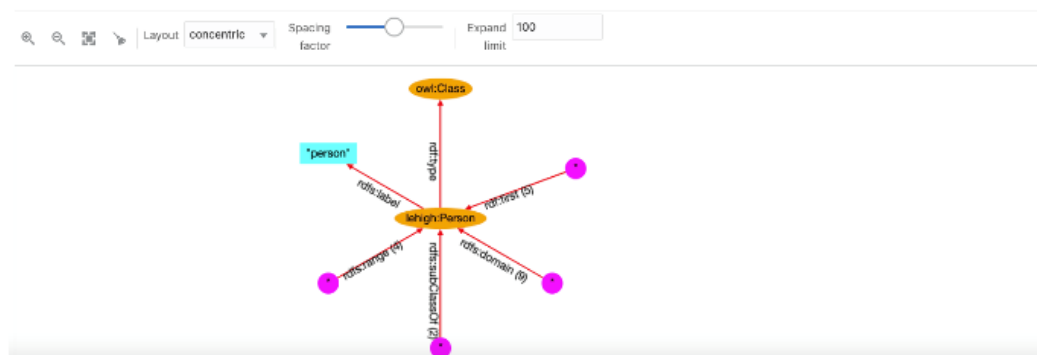 Layout
concentric
Spacing
factor
Expand
limit
100
owl:Class
"person"
rdf:type
rdfs:label
rdf:first (5)
lehigh:Person
rdfs:range (4)
rdfs:subClassOf (2)
rdfs:domain (9)
*
*
*
*